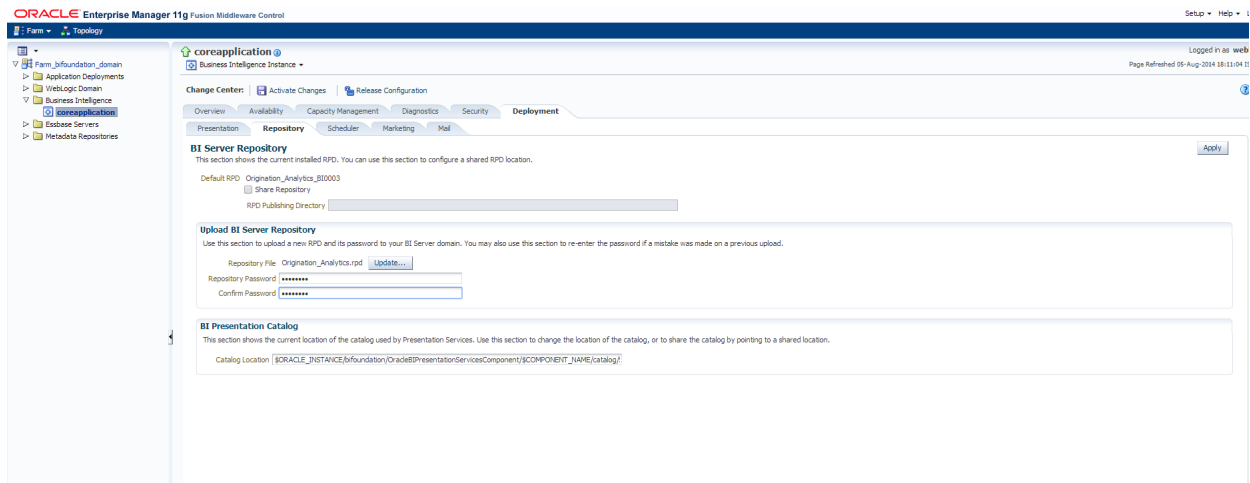 ORACLE Enterprise Manager 11g Fusion Middleware Control
Setup Help
Farm Topology
Farm_bifoundation_domain
Application Deployments
WebLogic Domain
Business Intelligence
coreapplication
Essbase Servers
Metadata Repositories
coreapplication
Logged in as
Business Intelligence Instance
Page Refreshed 05-Aug-2014 18:11:04
Change Center: Activate Changes Release Configuration
Overview Availability Capacity Management Diagnostics Security Deployment
Presentation Repository Scheduler Marketing Mail
BI Server Repository
Apply
This section shows the current installed RPD. You can use this section to configure a shared RPD location.
Default RPD Origination_Analytics_BI0003
Share Repository
RPD Publishing Directory
Upload BI Server Repository
Use this section to upload a new RPD and its password to your BI Server domain. You may also use this section to re-enter the password if a mistake was made on a previous upload.
Repository File Origination_Analytics.rpd Update...
Repository Password ••••••••
Confirm Password ••••••••
BI Presentation Catalog
This section shows the current location of the catalog used by Presentation Services. Use this section to change the location of the catalog, or to share the catalog by pointing to a shared location.
Catalog Location $ORACLE_INSTANCE/bifoundation/OracleBIPresentationServicesComponent/$COMPONENT_NAME/catalog/